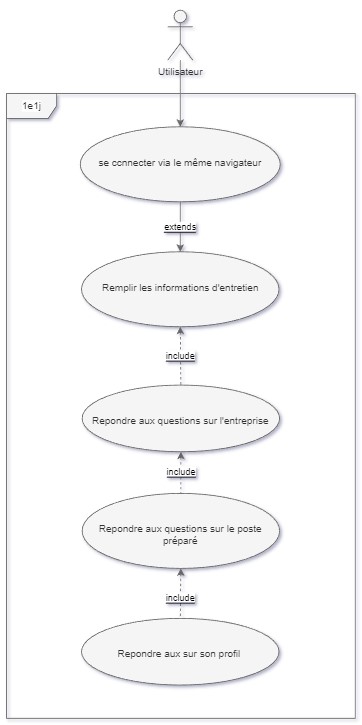 Utilisateur
1e1j
se connecter via le même navigateur
extends
Remplir les informations d'entretien
include
Repondre aux questions sur l'entreprise
include
Repondre aux questions sur le poste
préparé
include
Repondre aux sur son profil